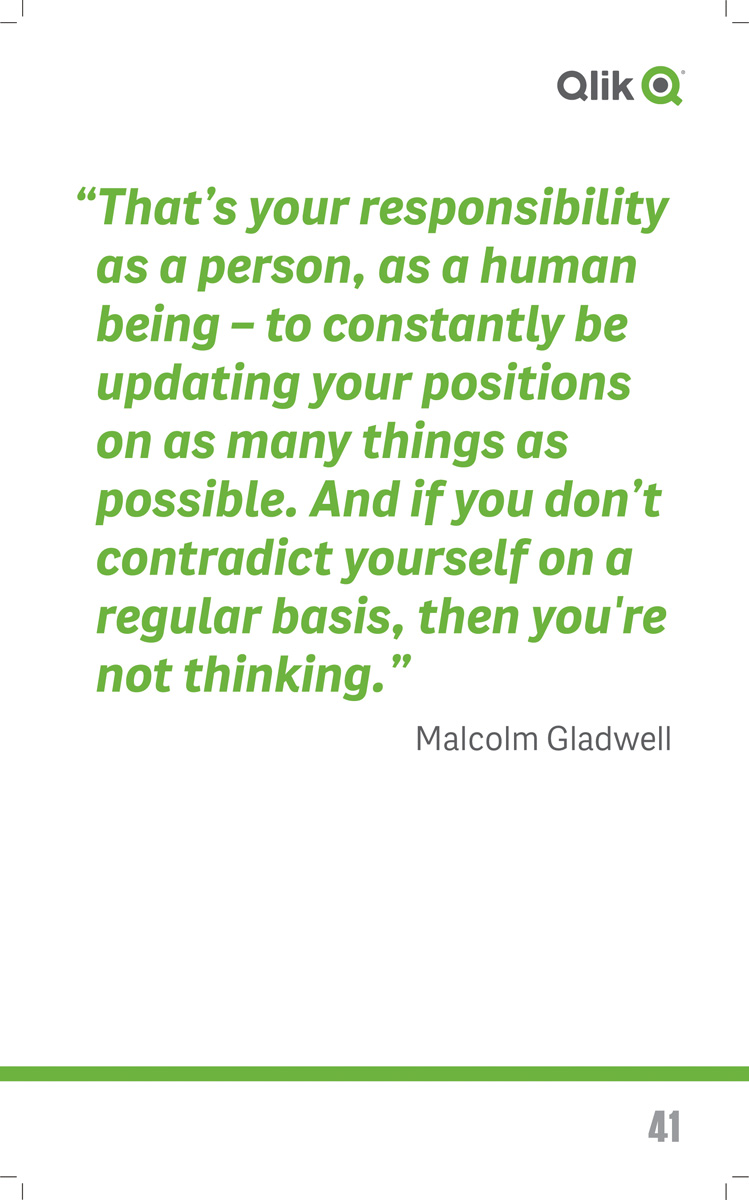 Qlik
“That’s your responsibility
as a person, as a human
being – to constantly be
updating your positions
on as many things as
possible. And if you don’t
contradict yourself on a
regular basis, then you're
not thinking.”
Malcolm Gladwell
41